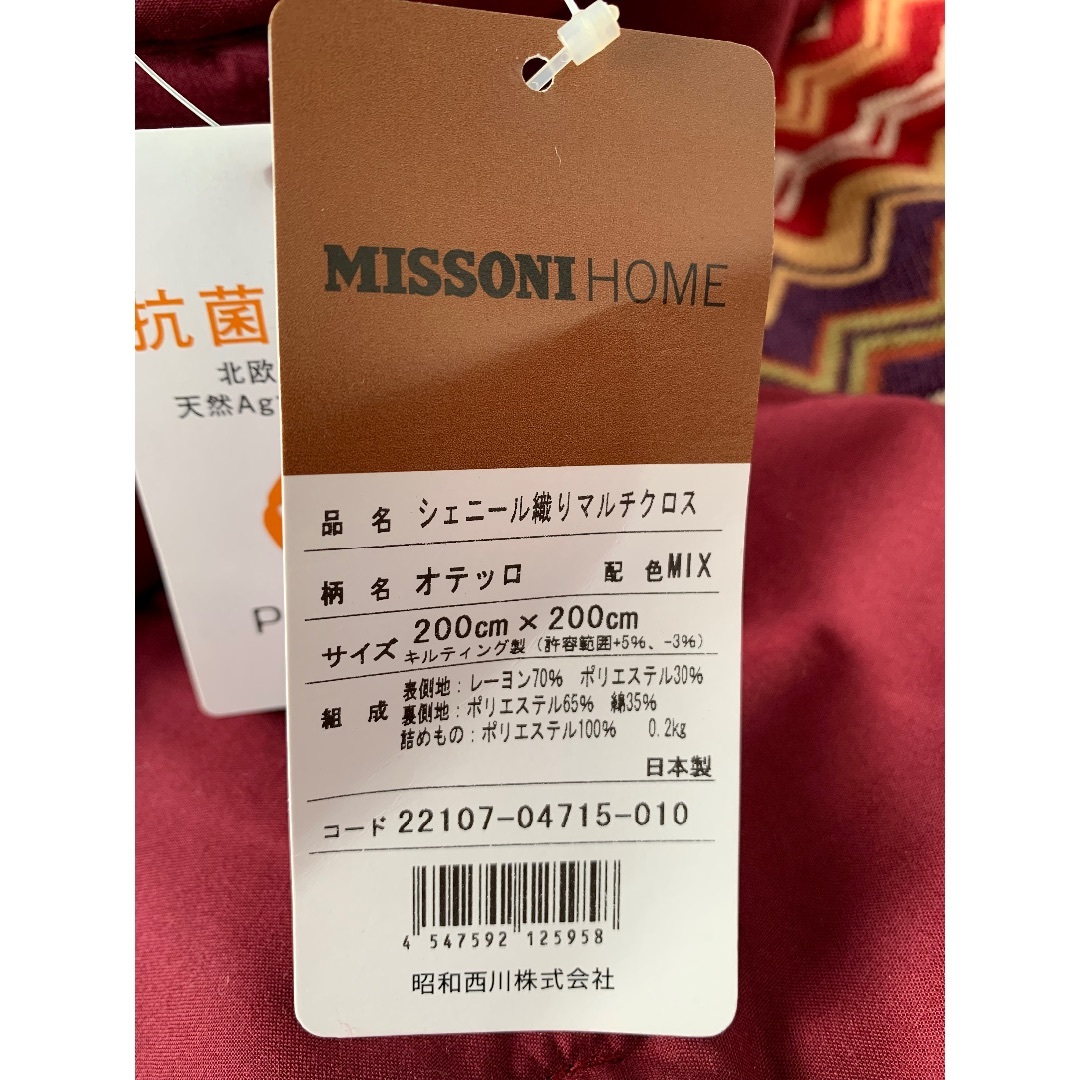 MISSONI HOME
品名 シェニール織りマルチクロス
柄名 オテッロ 配色MIX
サイズ 200cm×200cm
キルティング製（許容範囲+5%、-3%）
組成 表側地：レーヨン70% ポリエステル30%
裏側地：ポリエステル65% 綿35%
詰めもの：ポリエステル100% 0.2kg
日本製
コード 22107-04715-010
4 547592 125958
昭和西川株式会社
抗菌
北欧
天然Ag
P